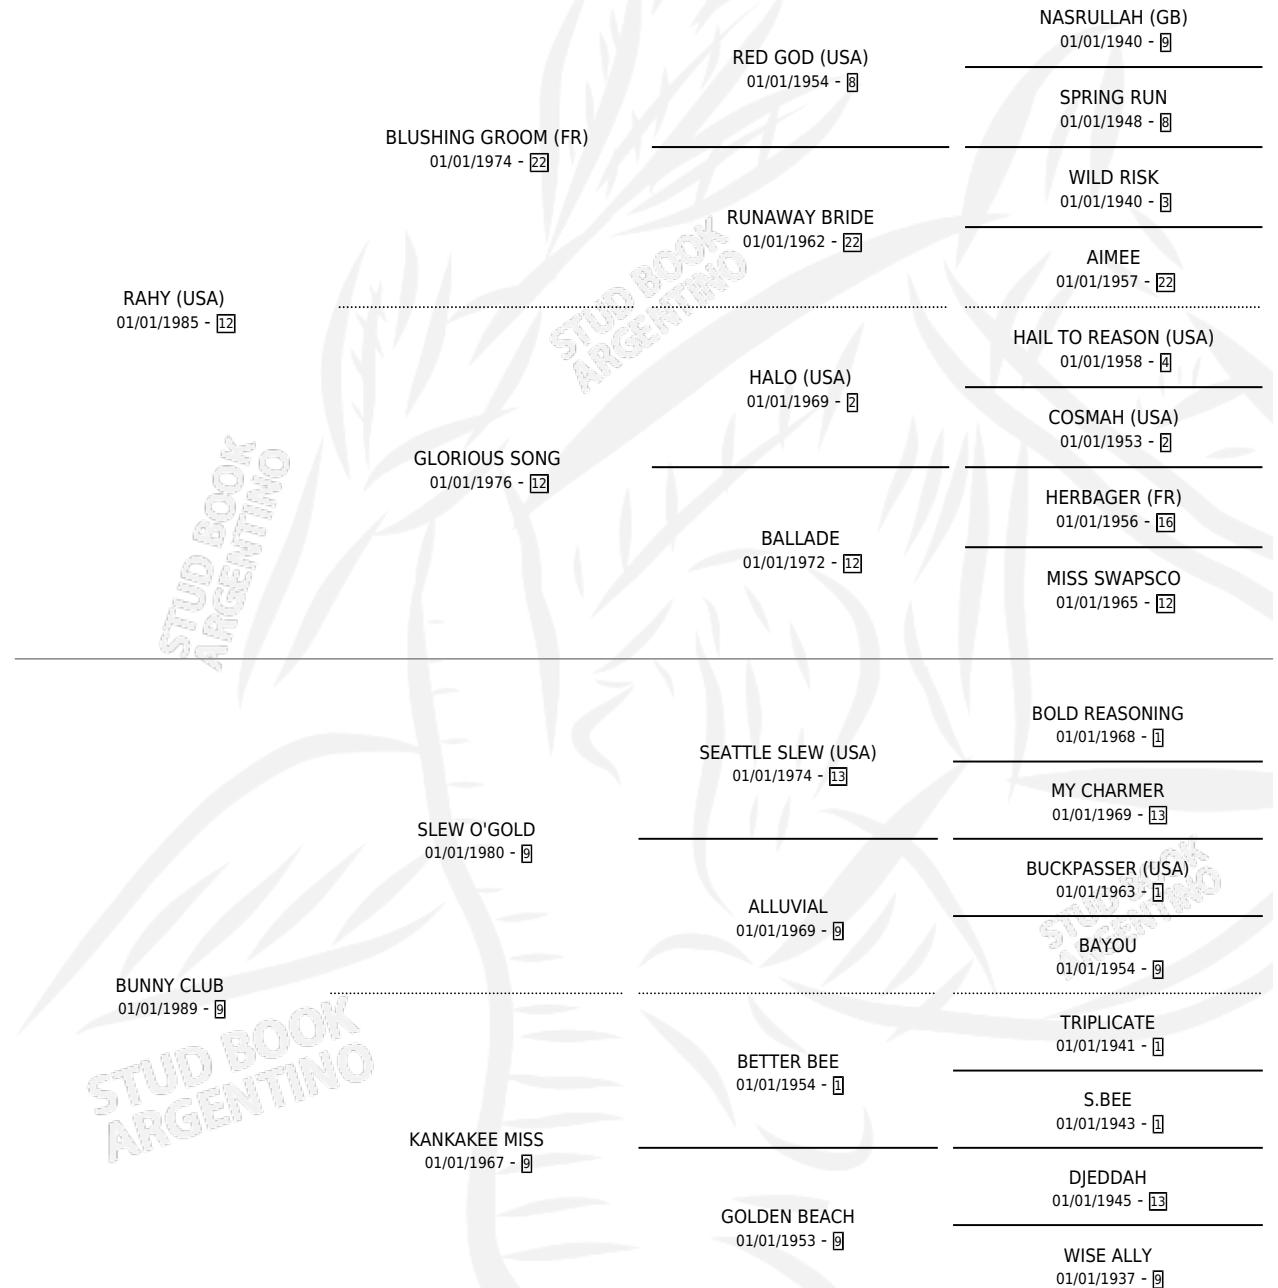 NASRULLAH (GB)
01/01/1940 - 9
RED GOD (USA)
01/01/1954 - 8
SPRING RUN
01/01/1948 - 8
BLUSHING GROOM (FR)
01/01/1974 - 22
WILD RISK
01/01/1940 - 3
RUNAWAY BRIDE
01/01/1962 - 22
AIMEE
01/01/1957 - 22
RAHY (USA)
01/01/1985 - 12
HAIL TO REASON (USA)
01/01/1958 - 4
HALO (USA)
01/01/1969 - 2
COSMAH (USA)
01/01/1953 - 2
GLORIOUS SONG
01/01/1976 - 12
HERBAGER (FR)
01/01/1956 - 16
BALLADE
01/01/1972 - 12
MISS SWAPSCO
01/01/1965 - 12
STUD BOOK
ARGENTINO
STUD BOOK
ARGENTINO
BOLD REASONING
01/01/1968 - 1
SEATTLE SLEW (USA)
01/01/1974 - 13
MY CHARMER
01/01/1969 - 13
SLEW O'GOLD
01/01/1980 - 9
BUCKPASSER (USA)
01/01/1963 - 1
ALLUVIAL
01/01/1969 - 9
BAYOU
01/01/1954 - 9
BUNNY CLUB
01/01/1989 - 9
TRIPLICATE
01/01/1941 - 1
BETTER BEE
01/01/1954 - 1
S.BEE
01/01/1943 - 1
KANKAKEE MISS
01/01/1967 - 9
DJEDDAH
01/01/1945 - 13
GOLDEN BEACH
01/01/1953 - 9
WISE ALLY
01/01/1937 - 9
STUD BOOK
ARGENTINO
STUD BOOK
ARGENTINO